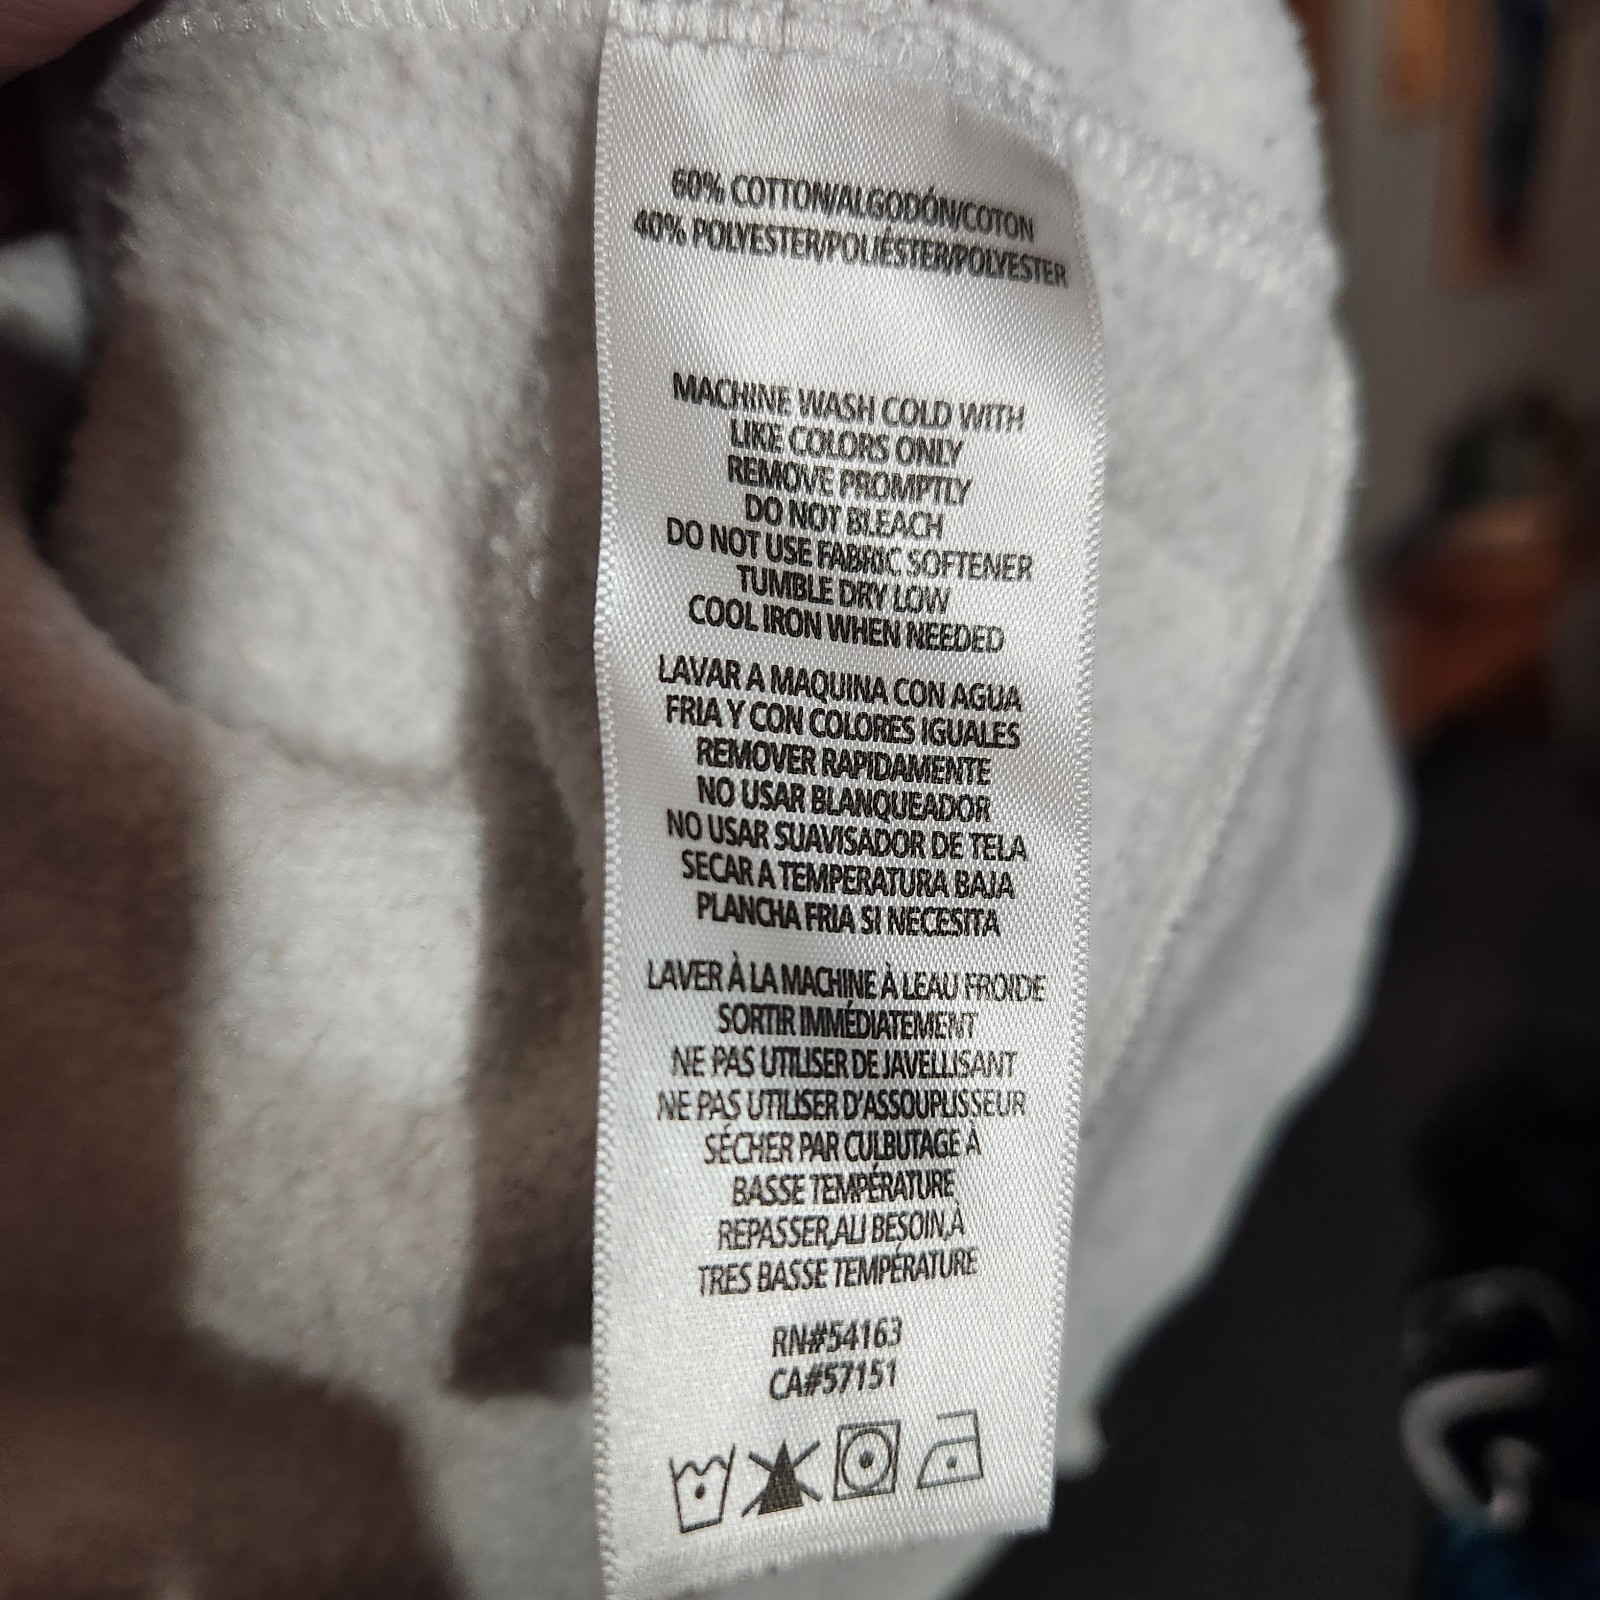 60% COTTON/ALGODÓN/COTON
40% POLYESTER/POLIÉSTER/POLYESTER
MACHINE WASH COLD WITH
LIKE COLORS ONLY
REMOVE PROMPTLY
DO NOT BLEACH
DO NOT USE FABRIC SOFTENER
TUMBLE DRY LOW
COOL IRON WHEN NEEDED
LAVAR A MAQUINA CON AGUA
FRIA Y CON COLORES IGUALES
REMOVER RAPIDAMENTE
NO USAR BLANQUEADOR
NO USAR SUAVISADOR DE TELA
SECAR A TEMPERATURA BAJA
PLANCHA FRIA SI NECESITA
LAVER À LA MACHINE À LEAU FROIDE
SORTIR IMMÉDIATEMENT
NE PAS UTILISER DE JAVELLISANT
NE PAS UTILISER D'ASSOUPLISSEUR
SÉCHER PAR CULBUTAGE À
BASSE TEMPÉRATURE
REPASSER,ALI BESOIN,À
TRES BASSE TEMPÉRATURE
RN#54163
CA#57151